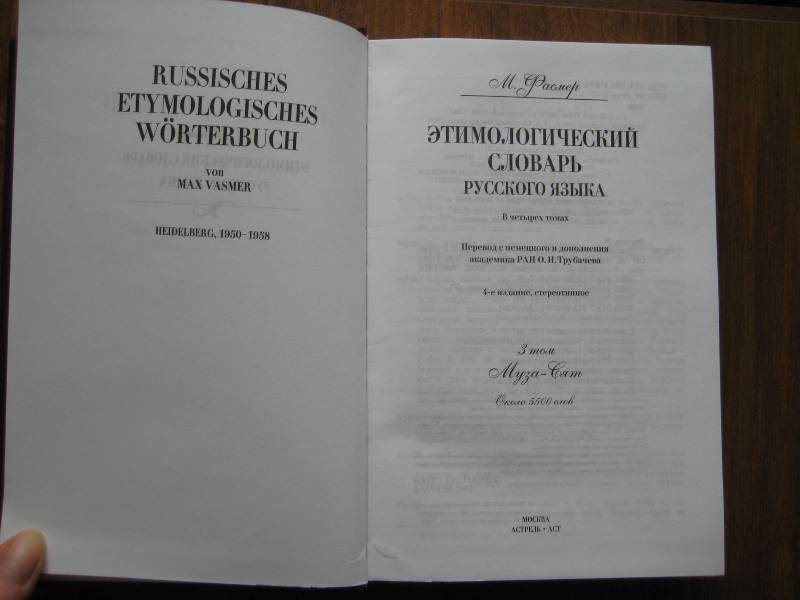 RUSSISCHES
ETYMOLOGISCHES
WÖRTERBUCH
von
MAX VASMER
HEIDELBERG, 1950–1958
М. Фасмер
ЭТИМОЛОГИЧЕСКИЙ
СЛОВАРЬ
РУССКОГО ЯЗЫКА
В четырех томах
Перевод с немецкого и дополнения
академика РАН О. Н. Трубачева
4-е издание, стереотипное
3 том
Муза–Сят
Около 5500 слов
МОСКВА
АСТРЕЛЬ • АСТ